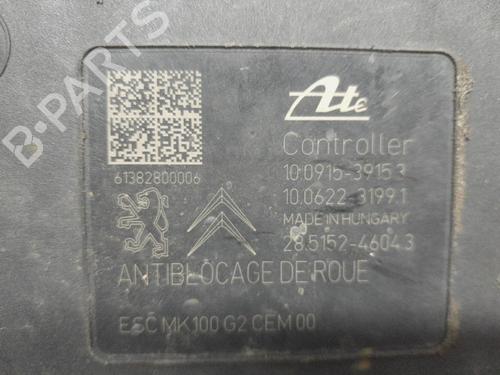 B-PARTS
Ate
Controller
61382800006
10.0915-3915.3
10.0622-3199.1
MADE IN HUNGARY
28.5152-4604.3
ANTIBLOCAGE DE ROUE
ESC MK100 G2 CEM 00